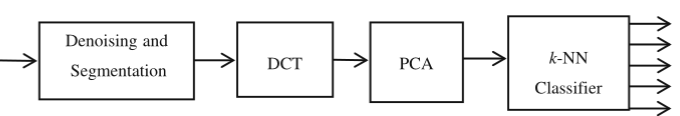 Denoising and
Segmentation
DCT
PCA
k-NN
Classifier